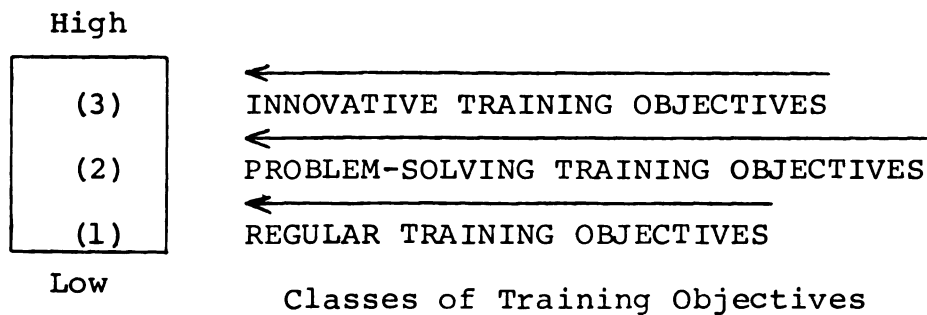 High
(3) INNOVATIVE TRAINING OBJECTIVES
(2) PROBLEM-SOLVING TRAINING OBJECTIVES
(1) REGULAR TRAINING OBJECTIVES
Low
Classes of Training Objectives